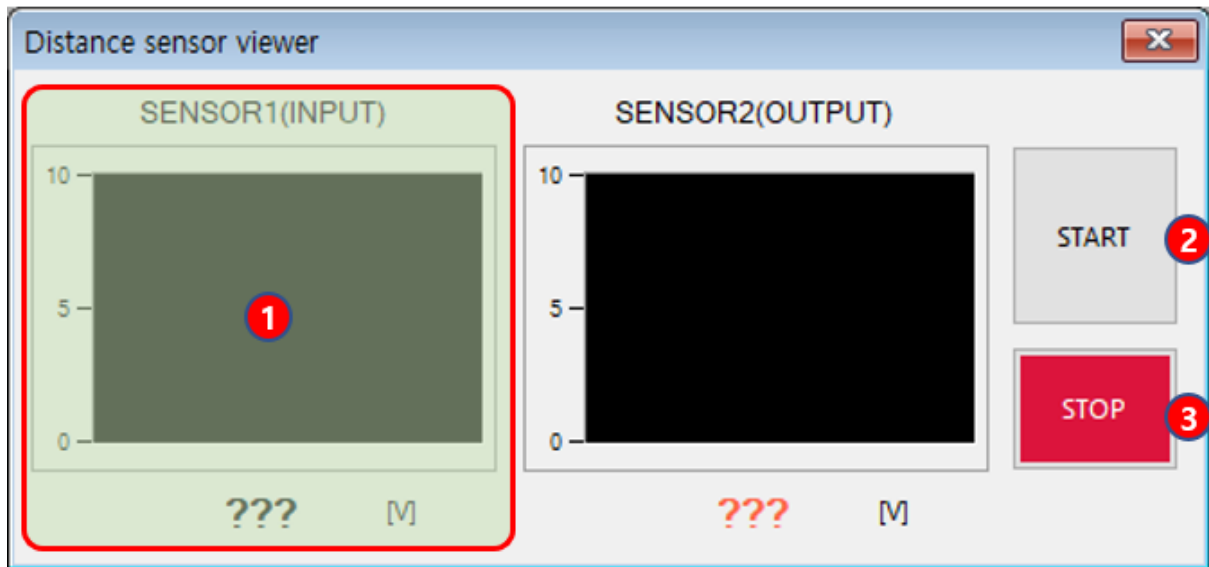 Distance sensor viewer
SENSOR1(INPUT)
SENSOR2(OUTPUT)
10
5
0
1
10
5
0
START
2
STOP
3
??? [V]
??? [V]